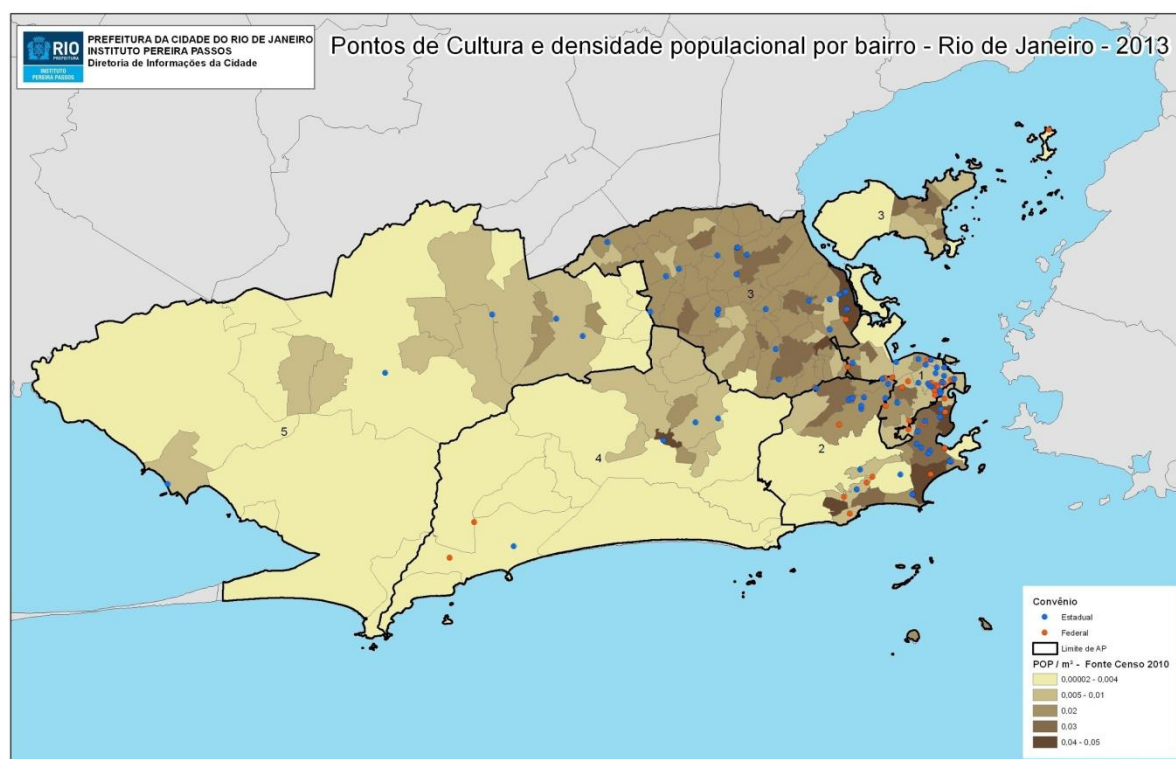 RIO
PREFEITURA
INSTITUTO
PEREIRA PASSOS
PREFEITURA DA CIDADE DO RIO DE JANEIRO
INSTITUTO PEREIRA PASSOS
Diretoria de Informações da Cidade
Pontos de Cultura e densidade populacional por bairro - Rio de Janeiro - 2013
3
3
1
2
4
5
Convênio
Estadual
Federal
Limite de AP
POP / m² - Fonte Censo 2010
0,00002 - 0,004
0,005 - 0,01
0,02
0,03
0,04 - 0,05